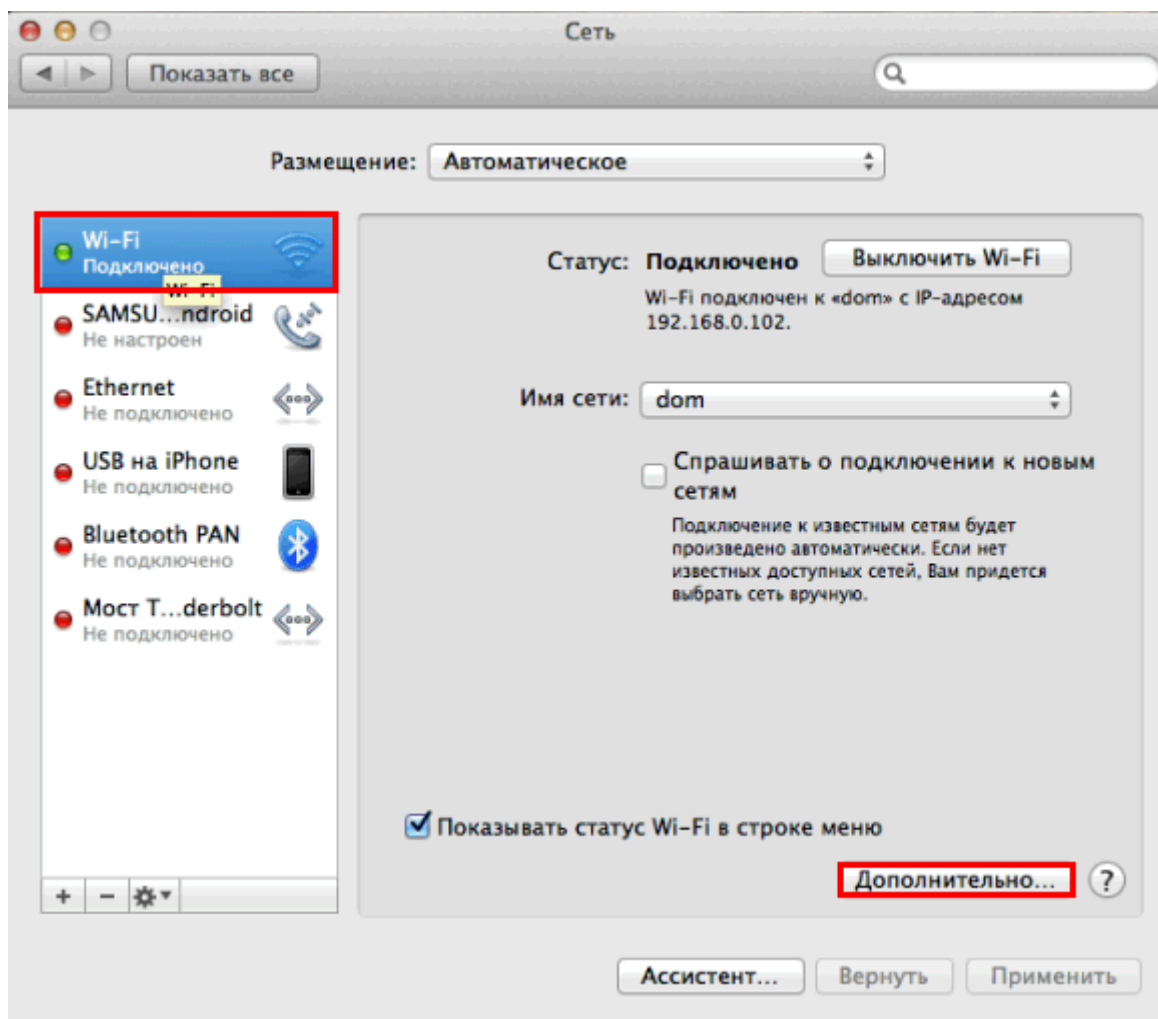 Сеть
Показать все
Размещение: Автоматическое
Wi-Fi
Подключено
Wi-Fi
SAMSU...ndroid
Не настроен
Ethernet
Не подключено
USB на iPhone
Не подключено
Bluetooth PAN
Не подключено
Мост T...derbolt
Не подключено
Статус: Подключено Выключить Wi-Fi
Wi-Fi подключен к «dom» с IP-адресом
192.168.0.102.
Имя сети: dom
Спрашивать о подключении к новым
сетям
Подключение к известным сетям будет
произведено автоматически. Если нет
известных доступных сетей, Вам придется
выбрать сеть вручную.
Показывать статус Wi-Fi в строке меню
Дополнительно... ?
Ассистент... Вернуть Применить